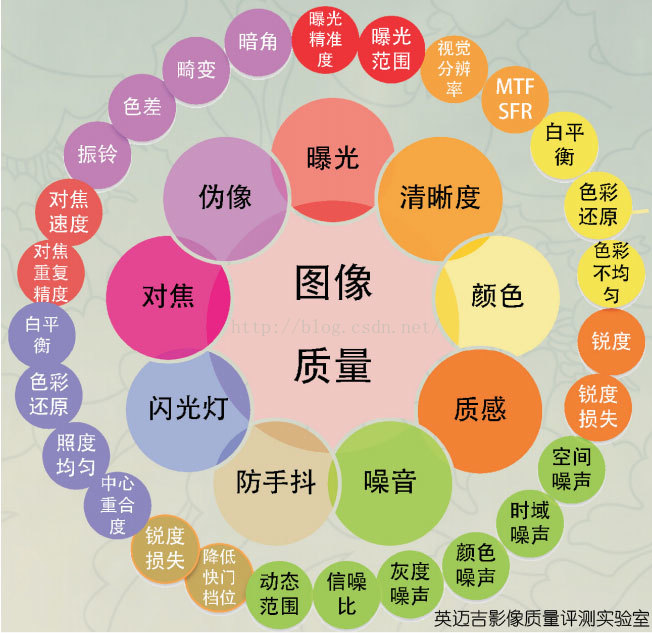 曝光
精准
度
曝光
范围
视觉
分辨
率
MTF
SFR
白平
衡
色彩
还原
色彩
不均
匀
锐度
锐度
损失
空间
噪声
时域
噪声
颜色
噪声
灰度
噪声
信噪
比
动态
范围
降低
快门
档位
锐度
损失
中心
重合
度
照度
均匀
色彩
还原
白平
衡
对焦
重复
精度
对焦
速度
振铃
色差
畸变
暗角
曝光
清晰度
颜色
质感
噪音
防手抖
闪光灯
对焦
伪像
图像
http://blog.csdn.net/
质量
英迈吉影像质量评测实验室